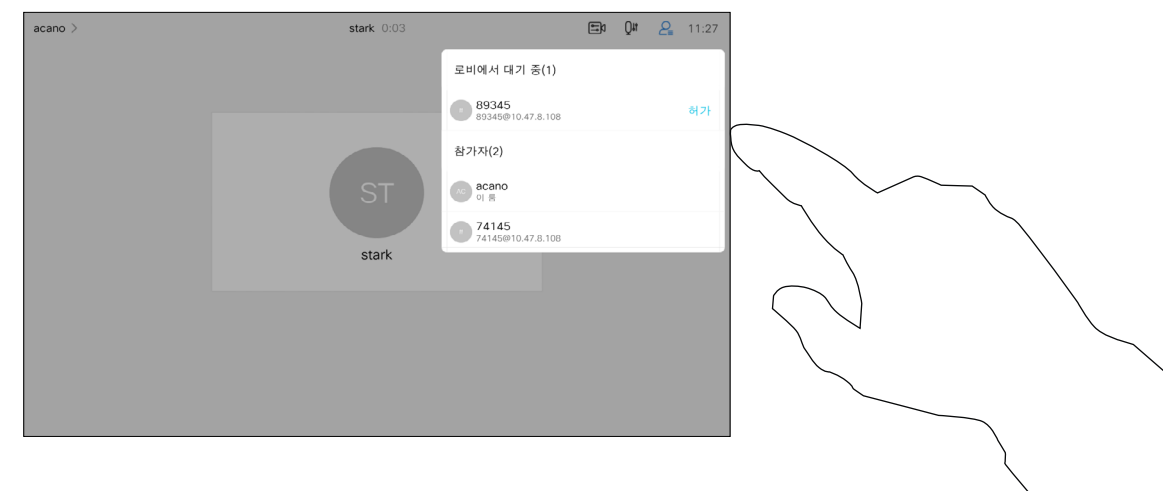 acano >
stark 0:03
11:27
로비에서 대기 중(1)
89345
89345@10.47.8.108
허가
참가자(2)
AC
acano
이 룸
74145
74145@10.47.8.108
ST
stark